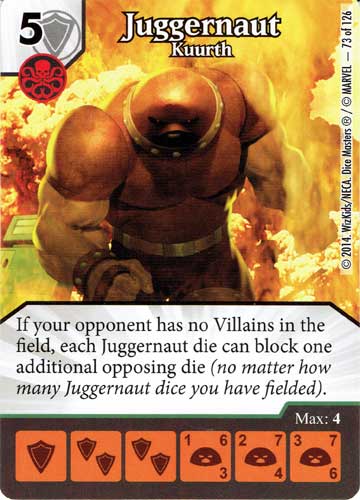 5
Juggernaut
Kuurth
© 2014. WizKids/NECA. Dice Masters ® / © MARVEL — 73 of 126
If your opponent has no Villains in the
field, each Juggernaut die can block one
additional opposing die (no matter how
many Juggernaut dice you have fielded).
Max: 4
1 6 2 7 3 7
3 4 6